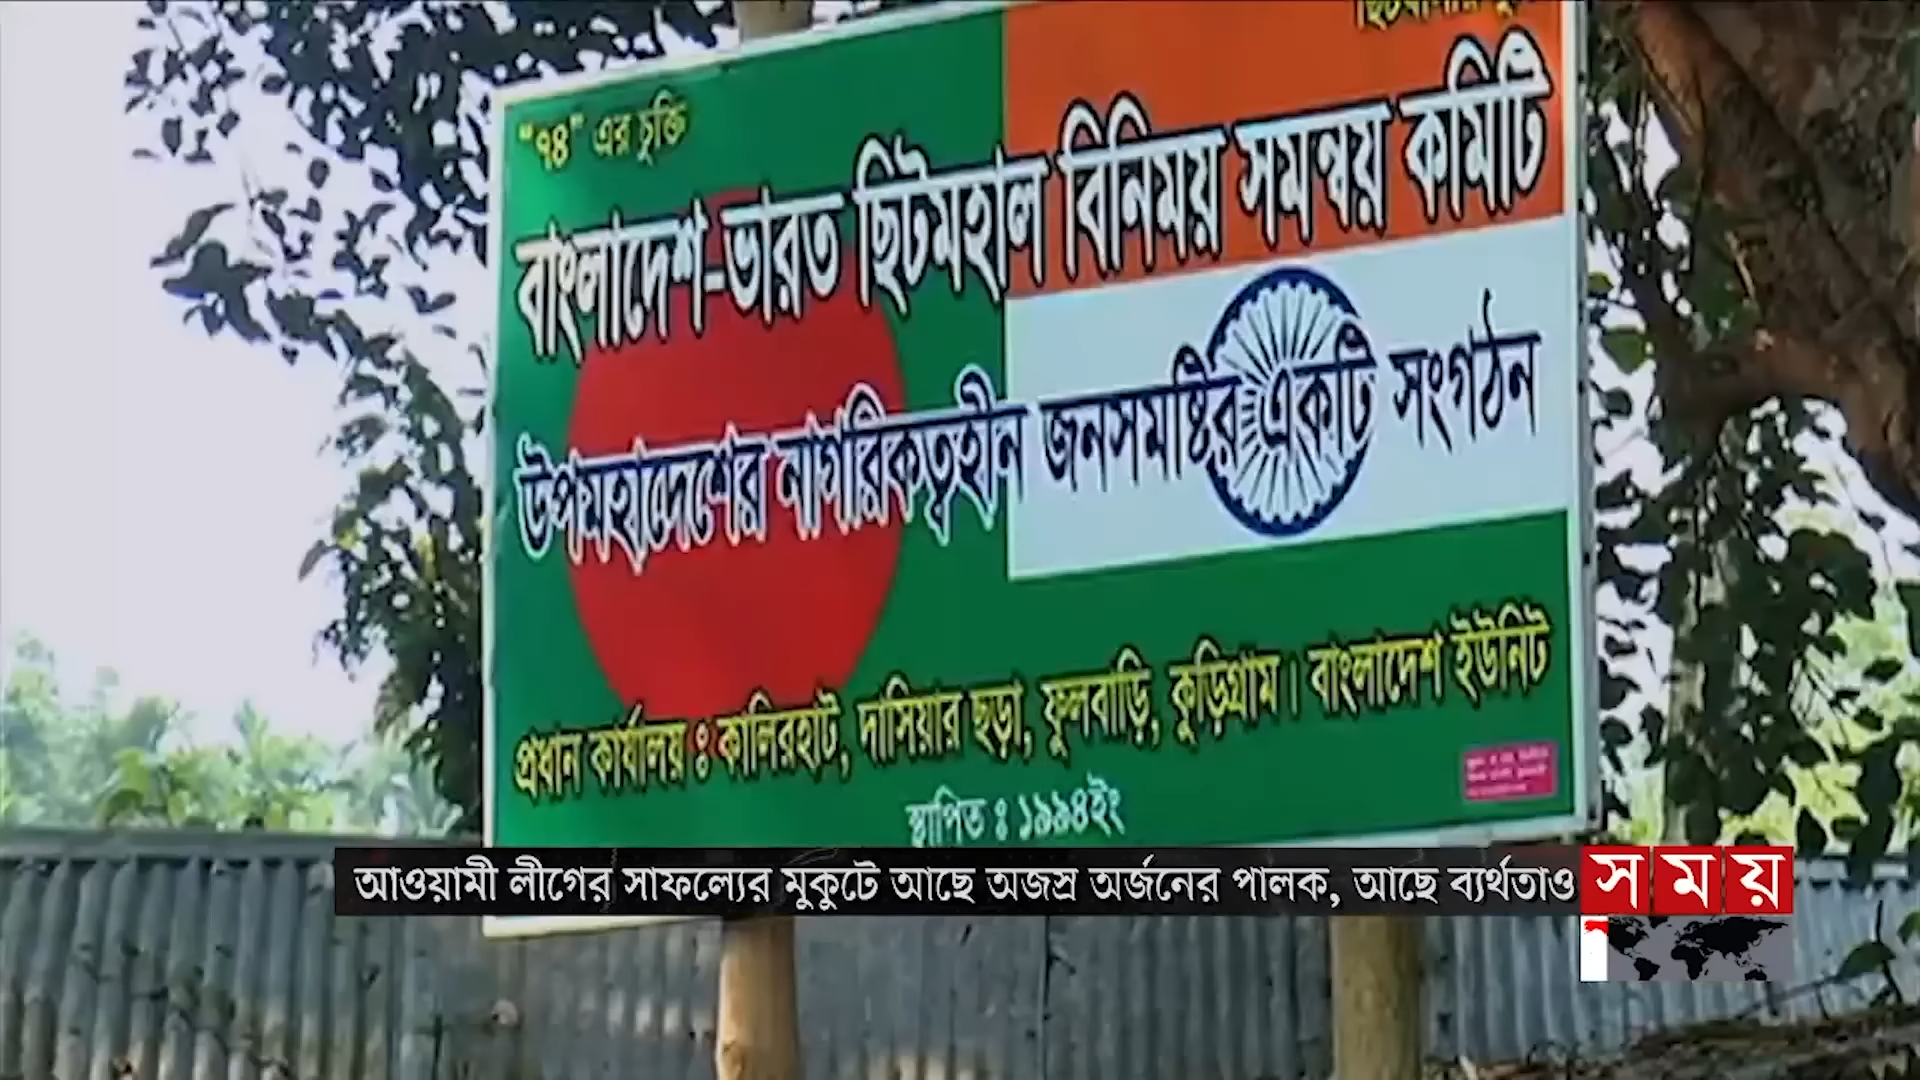 “৭৪” এর চুক্তি
বাংলাদেশ-ভারত ছিটমহাল বিনিময় সমন্বয় কমিটি
উপমহাদেশের নাগরিকত্বহীন জনসমষ্টির একটি সংগঠন
প্রধান কার্যালয় ঃ কালিরহাট, দাসিয়ার ছড়া, ফুলবাড়ি, কুড়িগ্রাম। বাংলাদেশ ইউনিট
স্থাপিত ঃ ১৯৯৪ইং
আওয়ামী লীগের সাফল্যের মুকুটে আছে অজস্র অর্জনের পালক, আছে ব্যর্থতাও
সময়